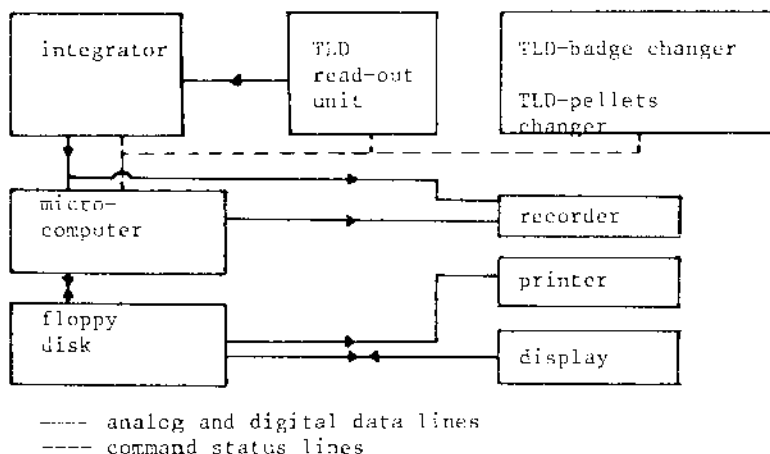 integrator
TLD
read-out
unit
TLD-badge changer
TLD-pellets
changer
micro-
computer
recorder
printer
floppy
disk
display
analog and digital data lines
command status lines